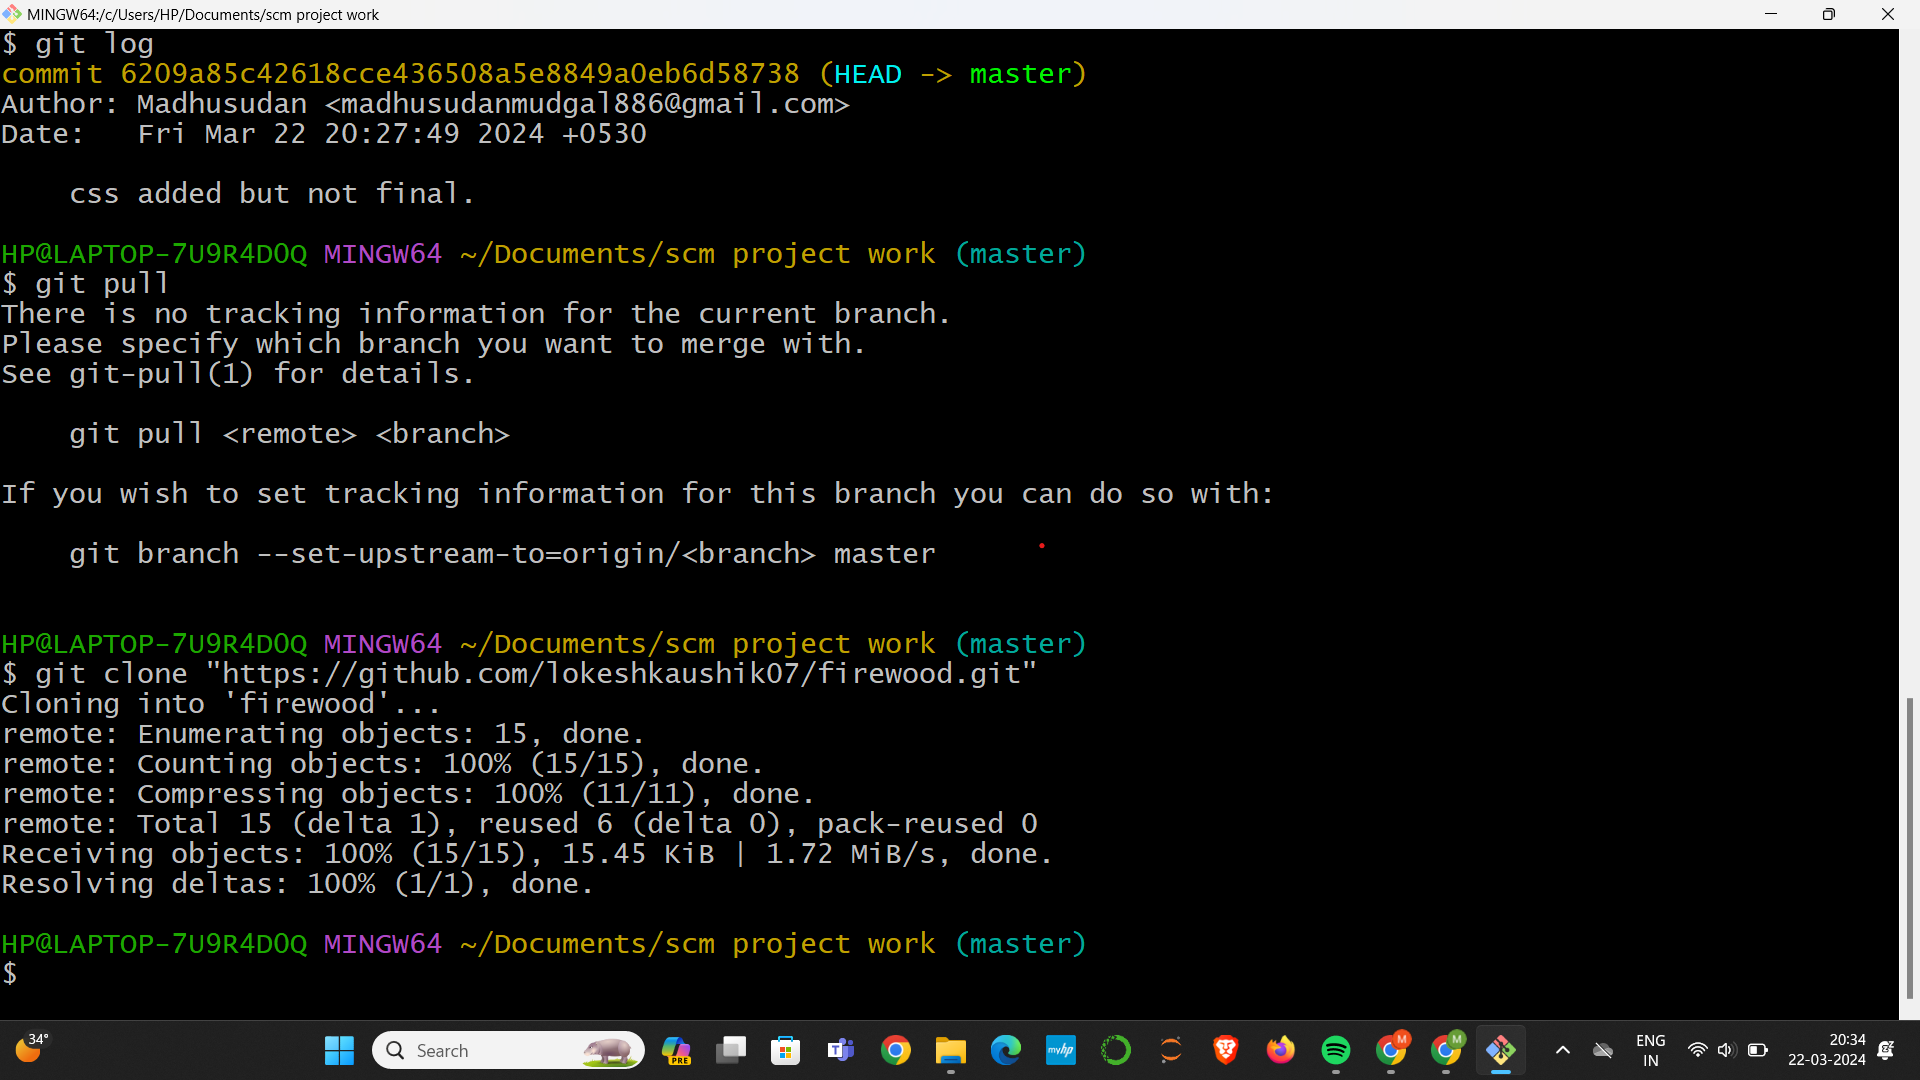 MINGW64:/c/Users/HP/Documents/scm project work
$ git log
commit 6209a85c42618cce436508a5e8849a0eb6d58738 (HEAD -> master)
Author: Madhusudan <madhusudanmudgal886@gmail.com>
Date:   Fri Mar 22 20:27:49 2024 +0530
    css added but not final.
HP@LAPTOP-7U9R4D0Q MINGW64 ~/Documents/scm project work (master)
$ git pull
There is no tracking information for the current branch.
Please specify which branch you want to merge with.
See git-pull(1) for details.
    git pull <remote> <branch>
If you wish to set tracking information for this branch you can do so with:
    git branch --set-upstream-to=origin/<branch> master
HP@LAPTOP-7U9R4D0Q MINGW64 ~/Documents/scm project work (master)
$ git clone "https://github.com/lokeshkaushik07/firewood.git"
Cloning into 'firewood'...
remote: Enumerating objects: 15, done.
remote: Counting objects: 100% (15/15), done.
remote: Compressing objects: 100% (11/11), done.
remote: Total 15 (delta 1), reused 6 (delta 0), pack-reused 0
Receiving objects: 100% (15/15), 15.45 KiB | 1.72 MiB/s, done.
Resolving deltas: 100% (1/1), done.
HP@LAPTOP-7U9R4D0Q MINGW64 ~/Documents/scm project work (master)
$
34°
Search
PRE
myhp
M
M
ENG
IN
20:34
22-03-2024